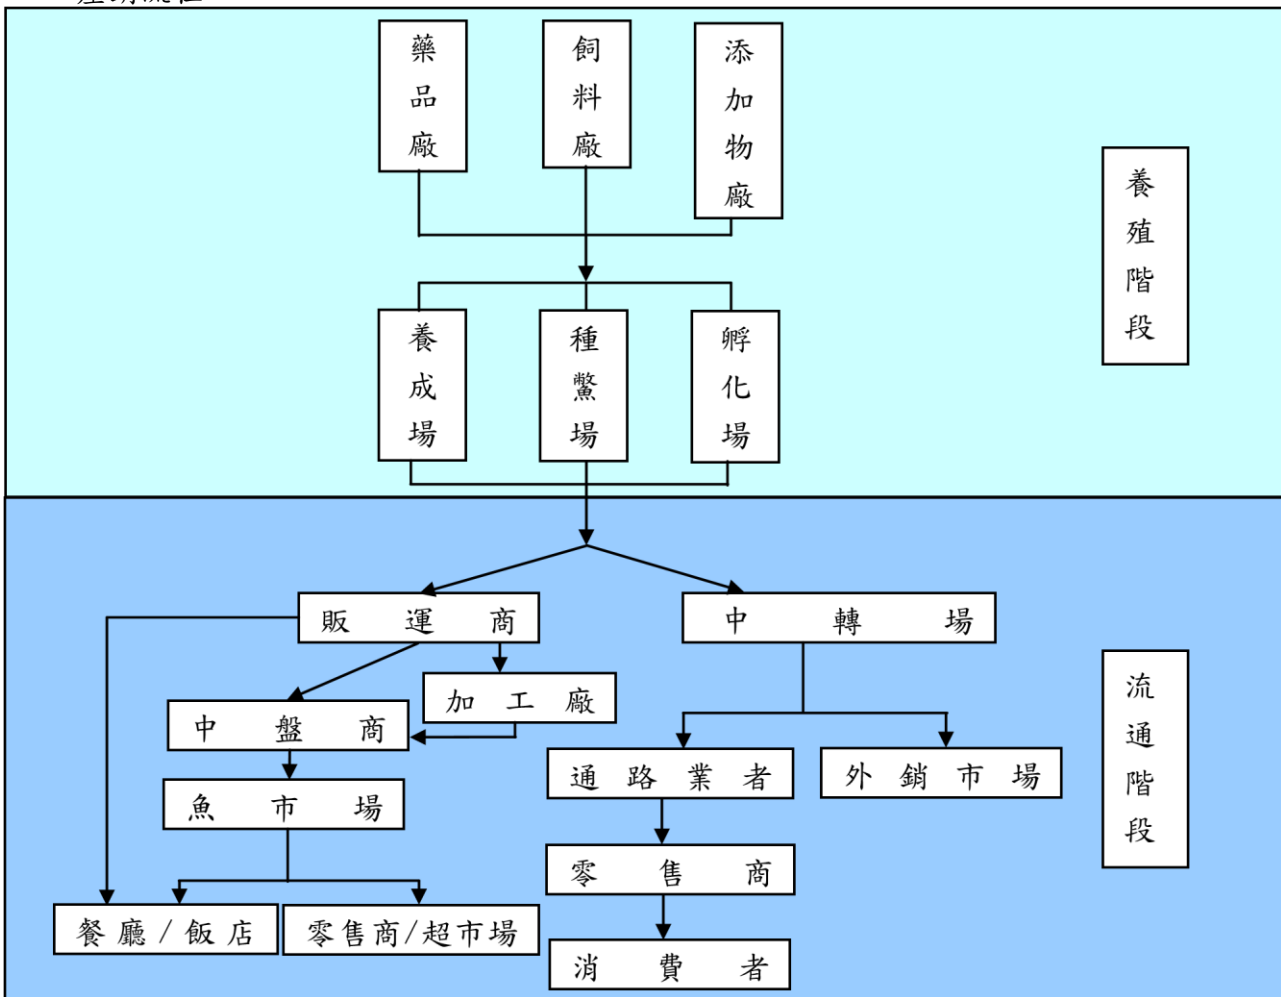 藥品廠
飼料廠
添加物廠
養殖階段
養成場
種鱉場
孵化場
販運商
中轉場
加工廠
中盤商
流通階段
通路業者
外銷市場
魚市場
零售商
餐廳/飯店
零售商/超市場
消費者